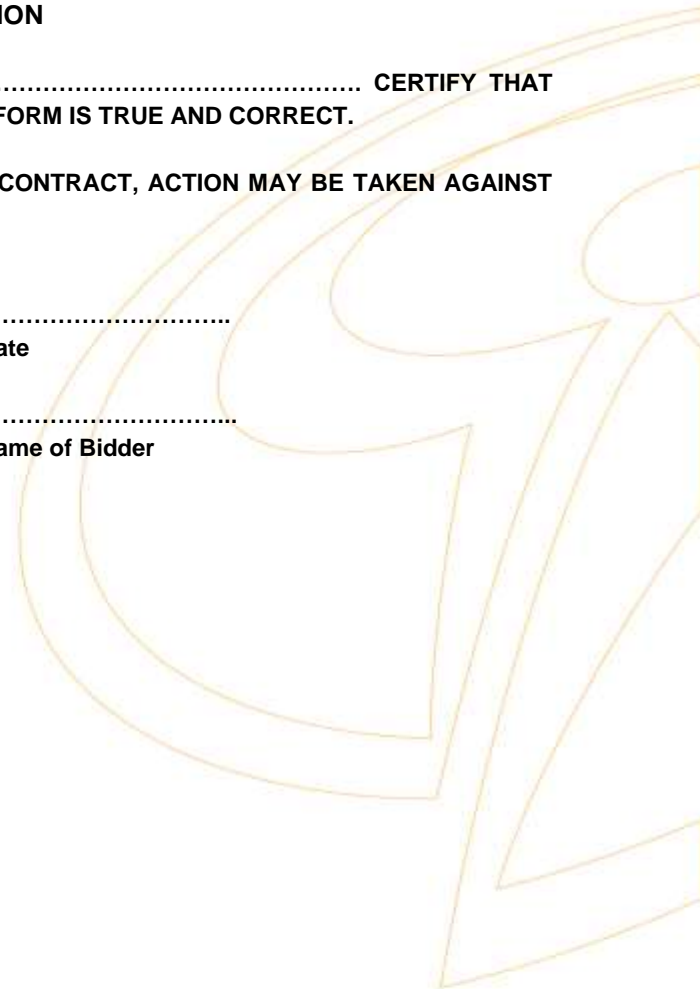 ION
…………………………………………. CERTIFY THAT
FORM IS TRUE AND CORRECT.
CONTRACT, ACTION MAY BE TAKEN AGAINST
…………………………...
ate
…………………………....
ame of Bidder